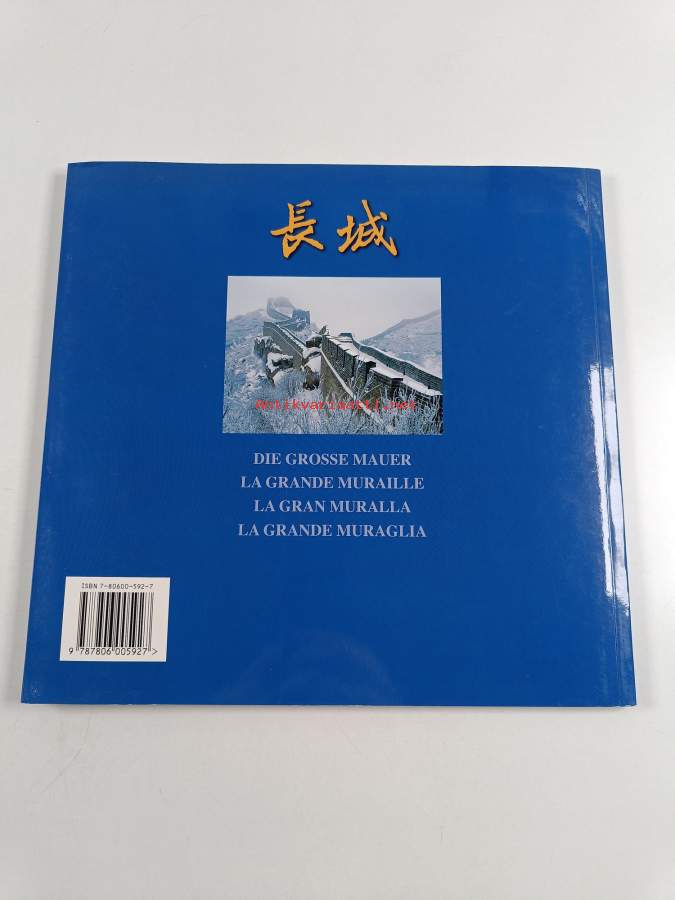 長城
Antikvariaatti.net
DIE GROSSE MAUER
LA GRANDE MURAILLE
LA GRAN MURALLA
LA GRANDE MURAGLIA
ISBN 7-80600-592-7
9 787806 005927 >